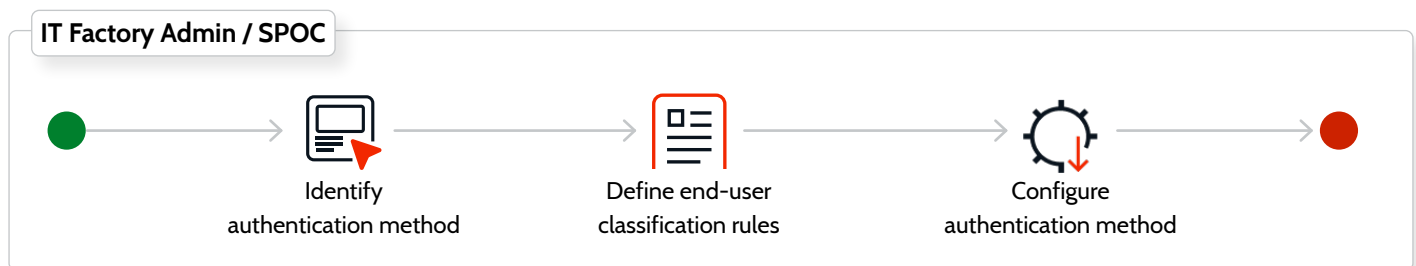 IT Factory Admin / SPOC
Identify
authentication method
Define end-user
classification rules
Configure
authentication method